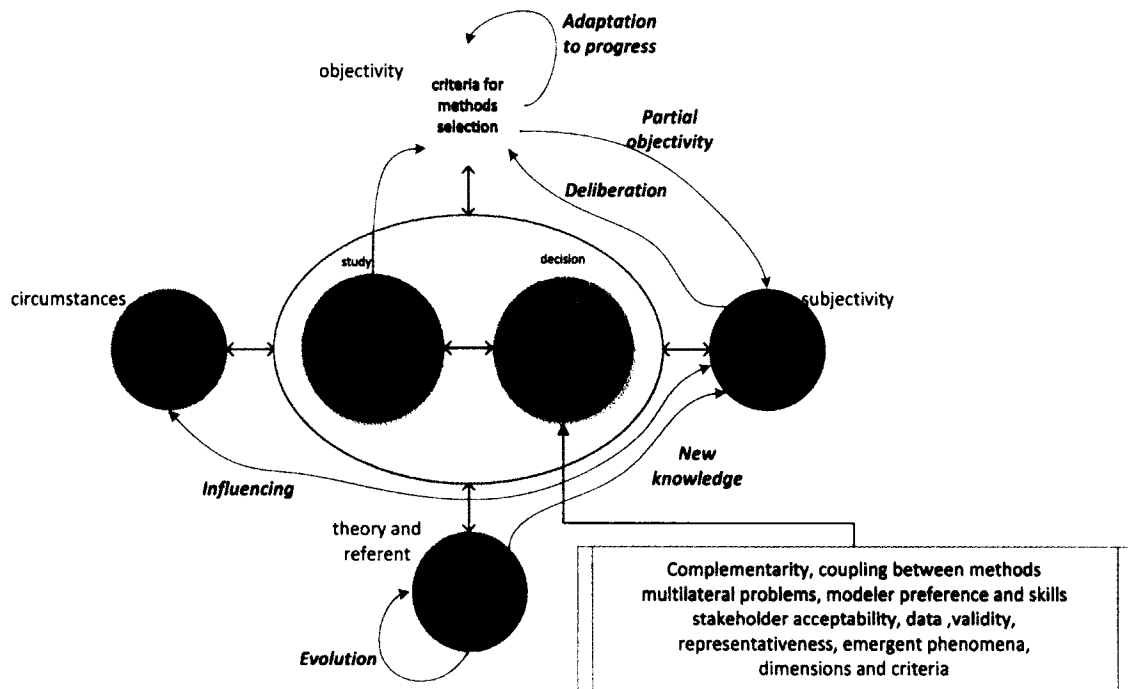 Adaptation
to progress
objectivity
criteria for
methods
selection
Partial
objectivity
Deliberation
study
decision
circumstances
subjectivity
New
knowledge
Influencing
theory and
referent
Evolution
Complementarity, coupling between methods
multilateral problems, modeler preference and skills
stakeholder acceptability, data ,validity,
representativeness, emergent phenomena,
dimensions and criteria